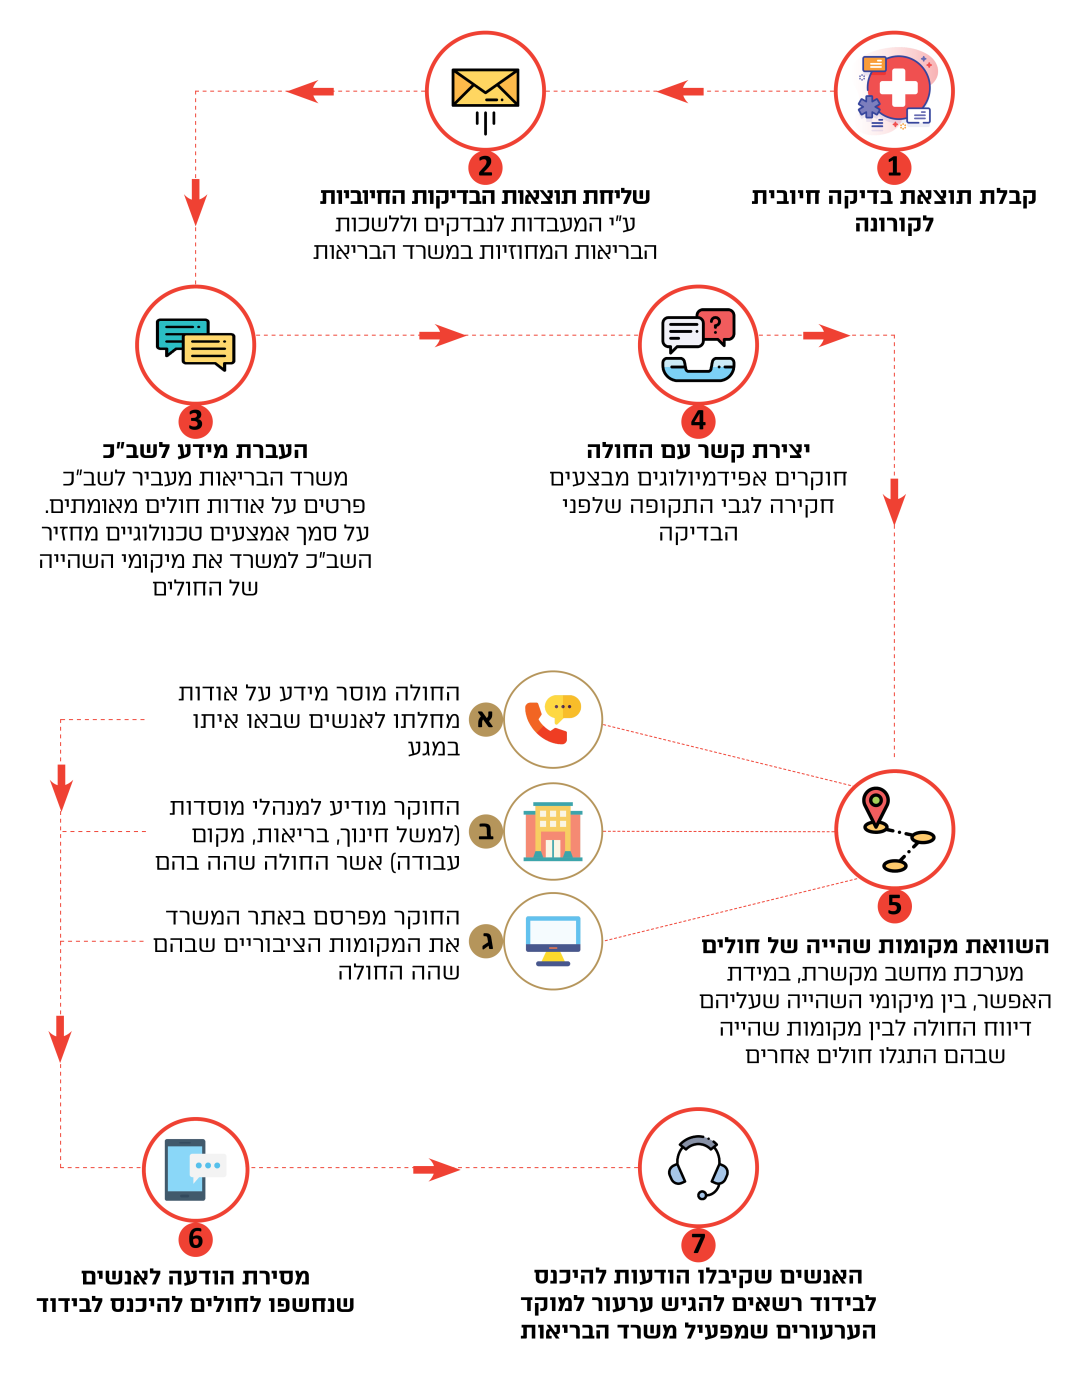 1
קבלת תוצאת בדיקה חיובית
לקורונה
2
שליחת תוצאות הבדיקות החיוביות
ע"י המעבדות לנבדקים וללשכות
הבריאות המחוזיות במשרד הבריאות
3
העברת מידע לשב"כ
משרד הבריאות מעביר לשב"כ
פרטים על אודות חולים מאומתים.
על סמך אמצעים טכנולוגיים מחזיר
השב"כ למשרד את מיקומי השהייה
של החולים
?
4
יצירת קשר עם החולה
חוקרים אפידמיולוגים מבצעים
חקירה לגבי התקופה שלפני
הבדיקה
5
השוואת מקומות שהייה של חולים
מערכת מחשב מקשרת, במידת
האפשר, בין מיקומי השהייה שעליהם
דיווח החולה לבין מקומות שהייה
שבהם התגלו חולים אחרים
א
החולה מוסר מידע על אודות
מחלתו לאנשים שבאו איתו
במגע
ב
החוקר מודיע למנהלי מוסדות
(למשל חינוך, בריאות, מקום
עבודה) אשר החולה שהה בהם
ג
החוקר מפרסם באתר המשרד
את המקומות הציבוריים שבהם
שהה החולה
6
מסירת הודעה לאנשים
שנחשפו לחולים להיכנס לבידוד
7
האנשים שקיבלו הודעות להיכנס
לבידוד רשאים להגיש ערעור למוקד
הערעורים שמפעיל משרד הבריאות